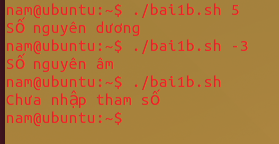 nam@ubuntu:~$ ./bai1b.sh 5
SỐ nguyên dương
nam@ubuntu:~$ ./bai1b.sh -3
SỐ nguyên âm
nam@ubuntu:~$ ./bai1b.sh
Chưa nhập tham sỐ
nam@ubuntu:~$